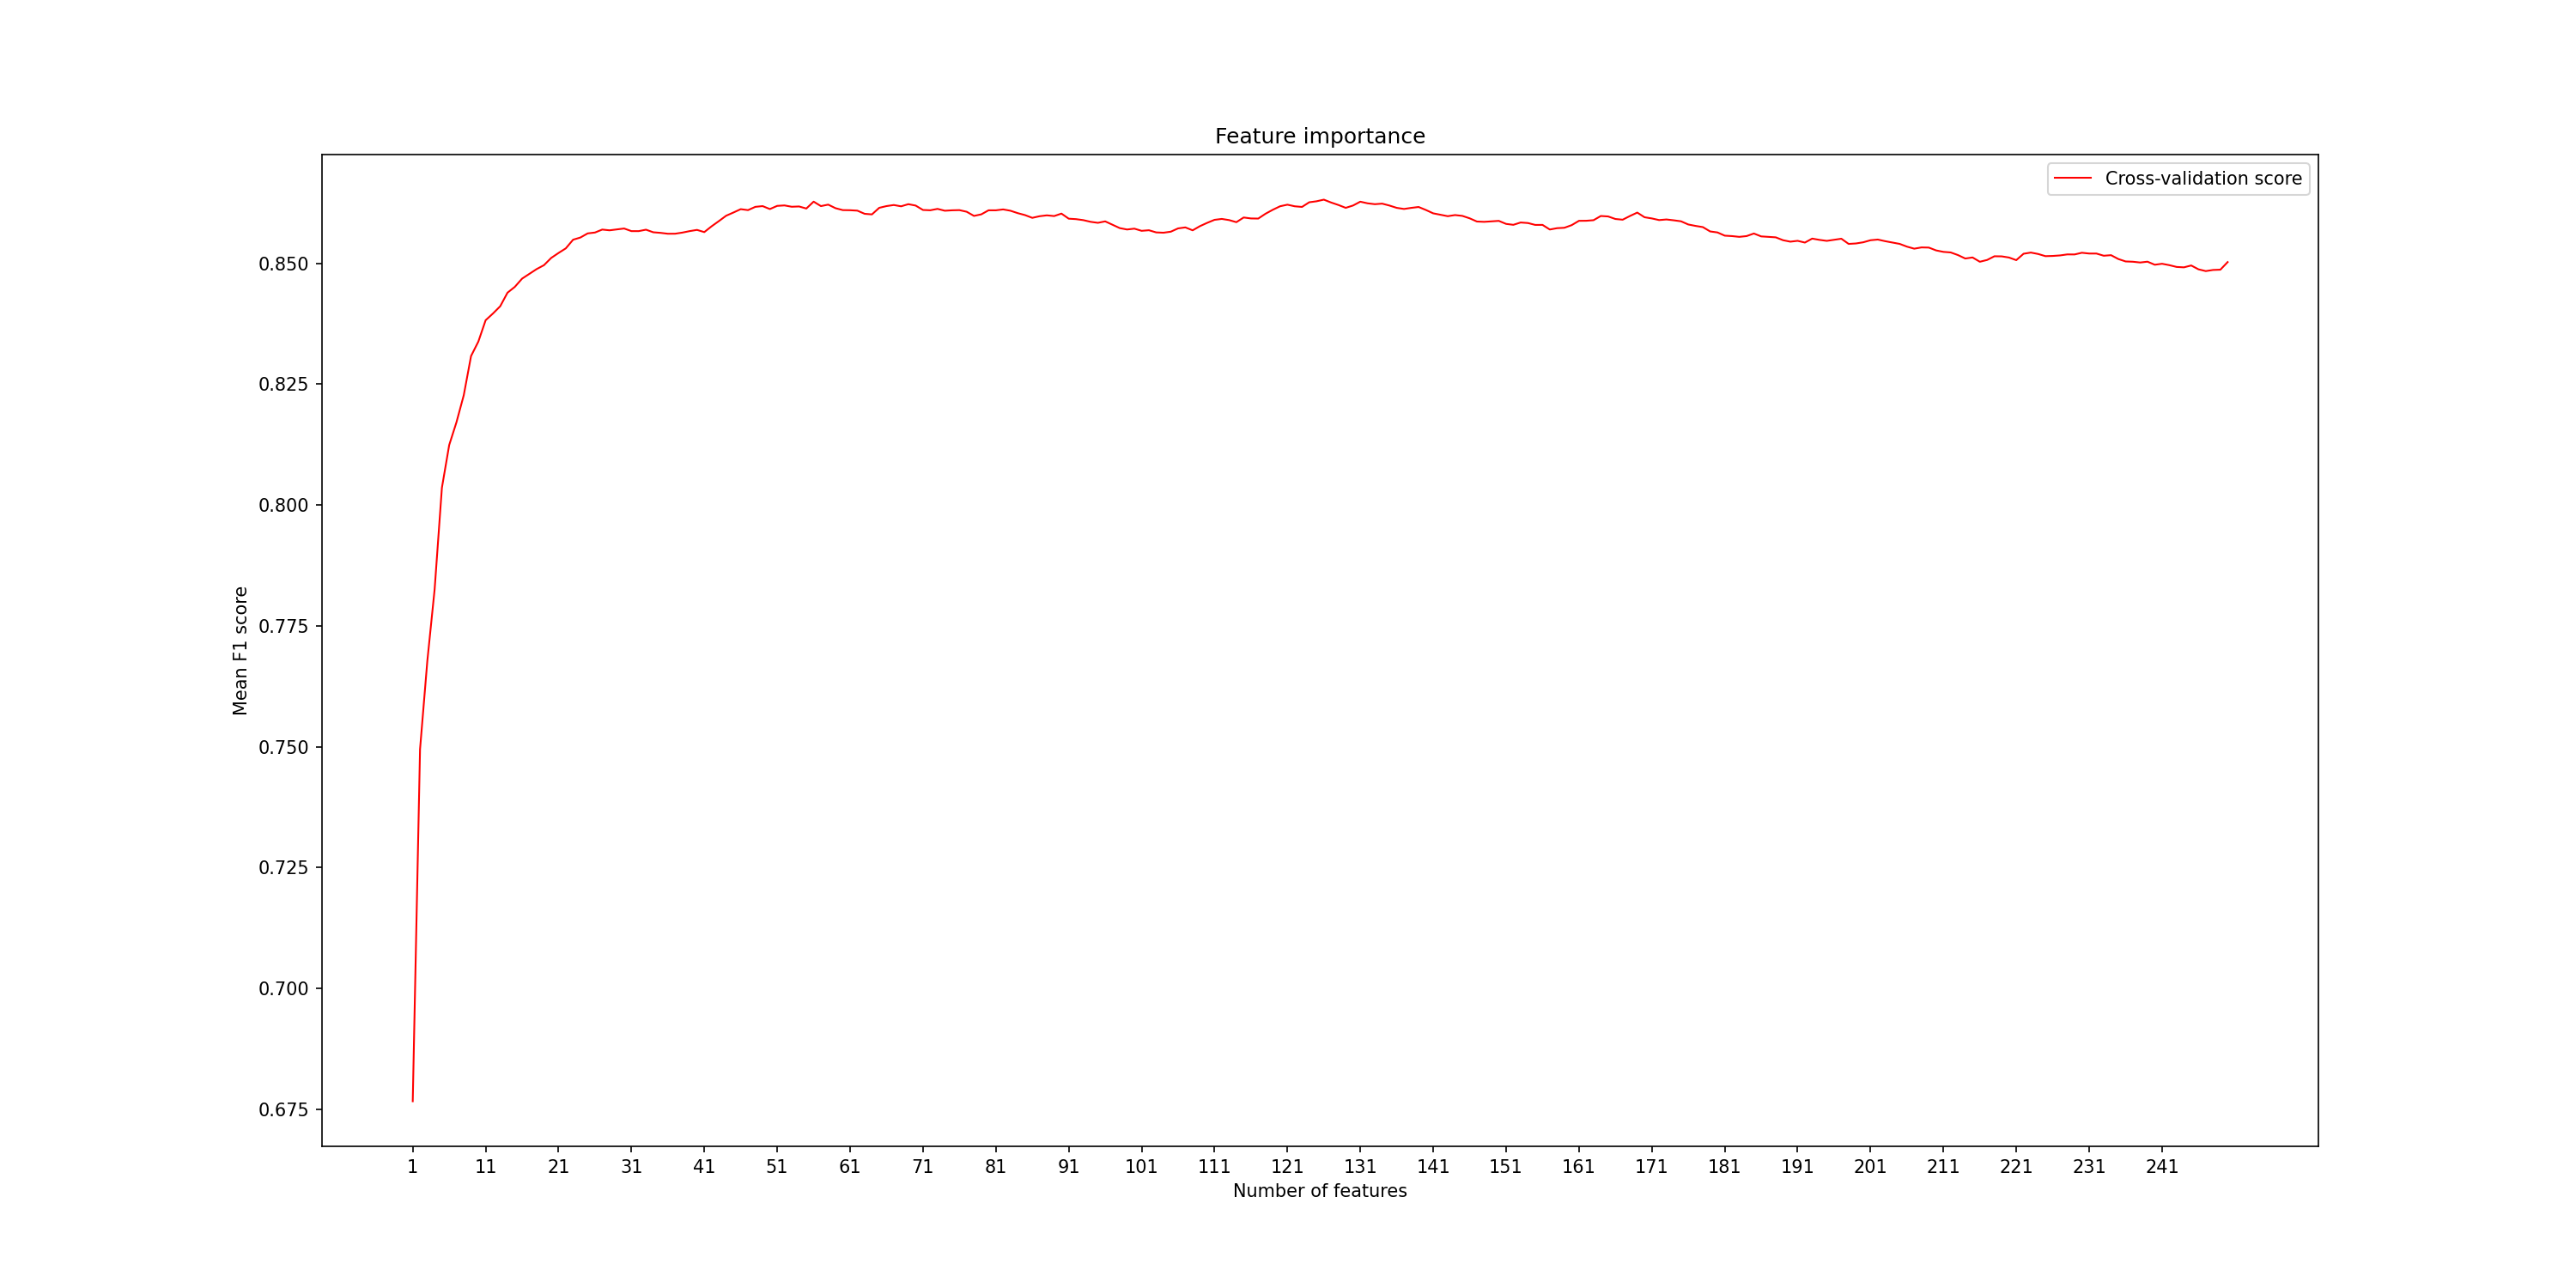 Feature importance
Cross-validation score
0.850
0.825
0.800
0.775
0.750
0.725
0.700
0.675
Mean F1 score
1 11 21 31 41 51 61 71 81 91 101 111 121 131 141 151 161 171 181 191 201 211 221 231 241
Number of features